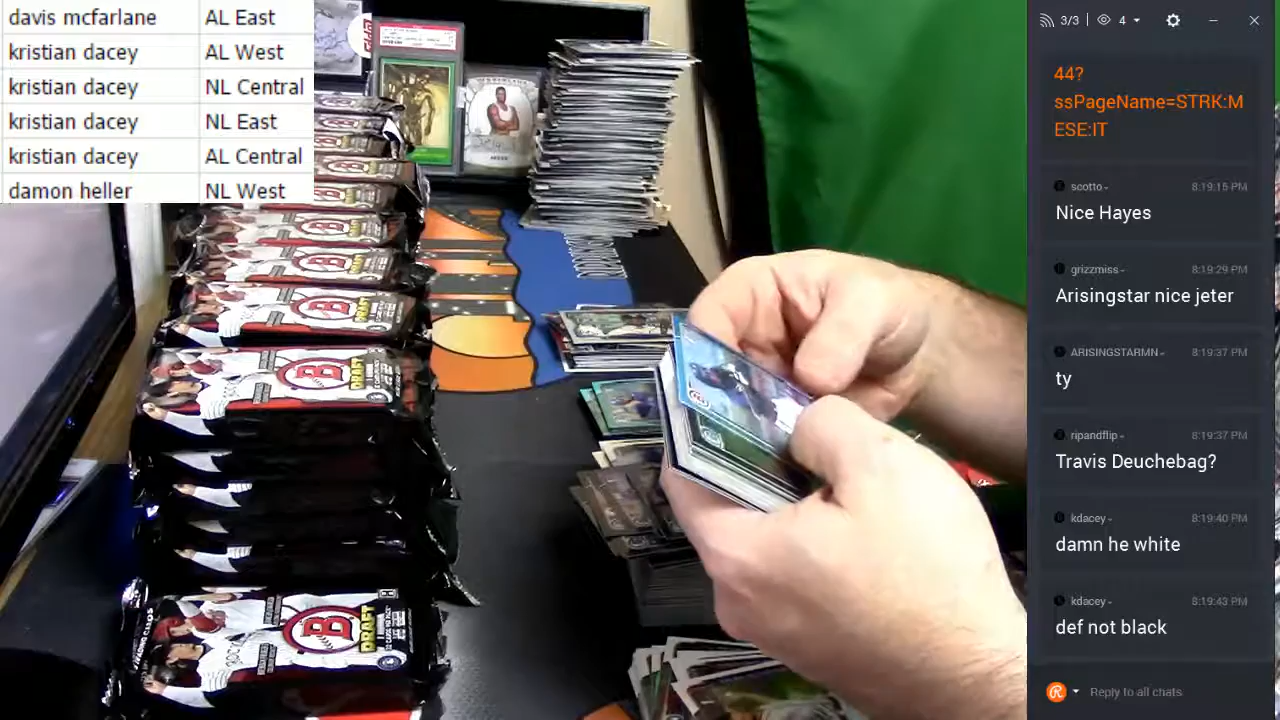 davis mcfarlane AL East
kristian dacey AL West
kristian dacey NL Central
kristian dacey NL East
kristian dacey AL Central
damon heller NL West
B
DRAFT
B
DRAFT
3/3 4
44?
ssPageName=STRK:M
ESE:IT
scotto- 8:19:15 PM
Nice Hayes
grizzmiss- 8:19:29 PM
Arisingstar nice jeter
ARISINGSTARMN- 8:19:37 PM
ty
ripandflip- 8:19:37 PM
Travis Deuchebag?
kdacey- 8:19:40 PM
damn he white
kdacey- 8:19:43 PM
def not black
Reply to all chats